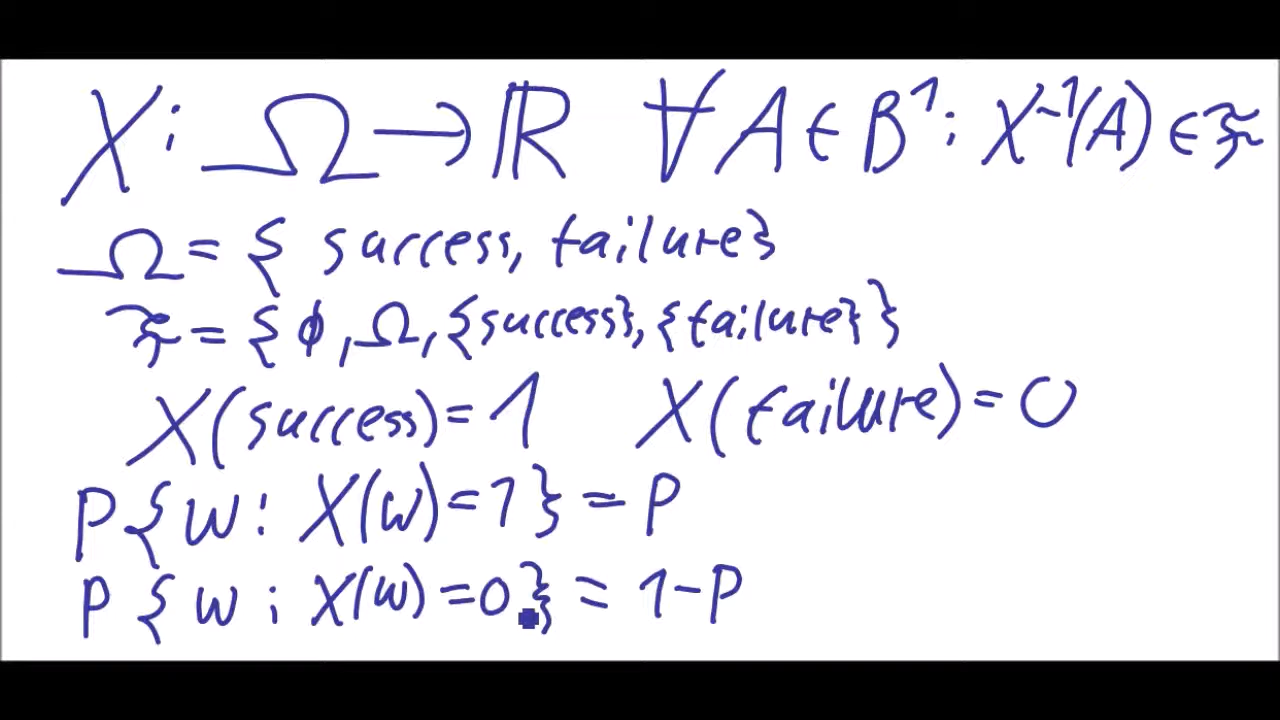 X: Ω → ℝ ∀ A ∈ B¹: X⁻¹(A) ∈ ℱ
Ω = { success, failure}
ℱ = {ϕ, Ω, {success}, {failure}}
X(success) = 1 X(failure) = 0
P{w: X(w) = 1} = P
P{w: X(w) = 0} = 1-P